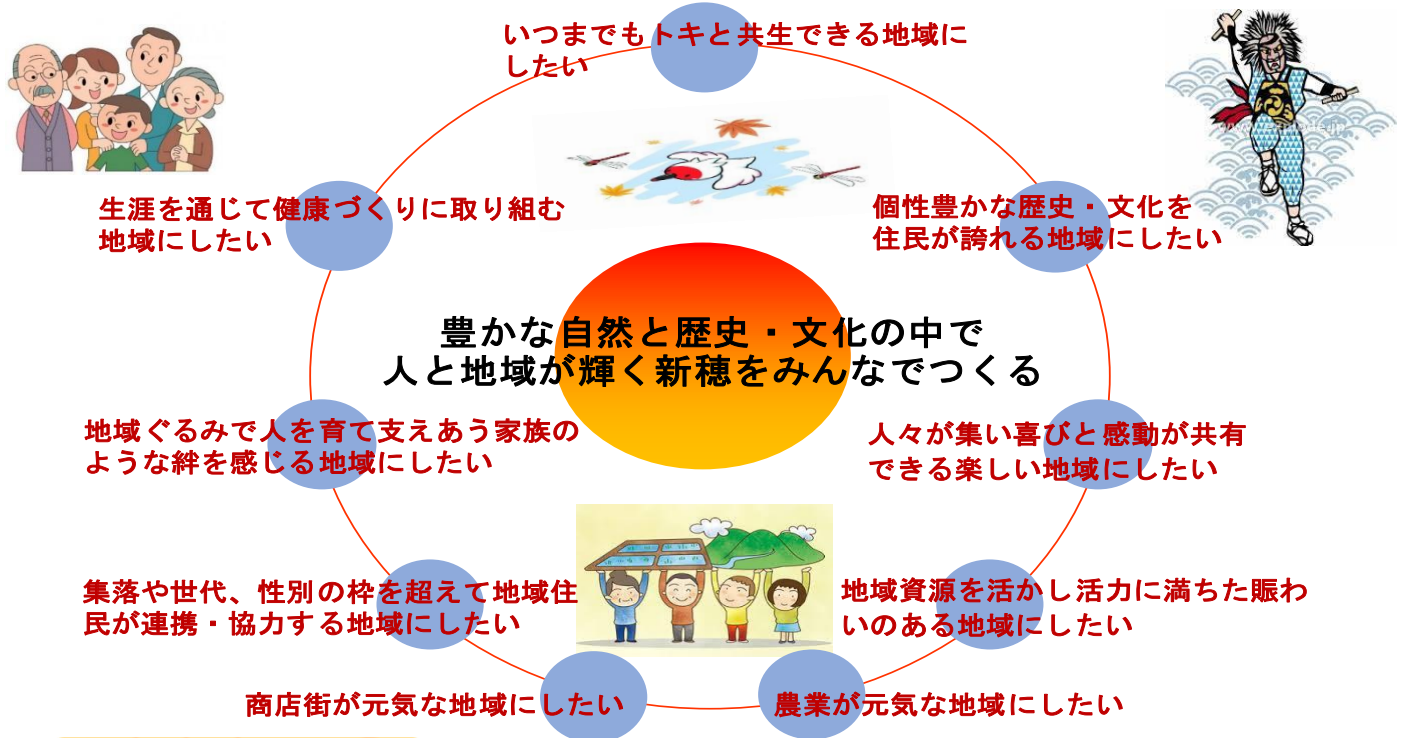 いつまでもトキと共生できる地域に
したい
生涯を通じて健康づくりに取り組む
地域にしたい
個性豊かな歴史・文化を
住民が誇れる地域にしたい
豊かな自然と歴史・文化の中で
人と地域が輝く新穂をみんなでつくる
地域ぐるみで人を育て支えあう家族の
ような絆を感じる地域にしたい
人々が集い喜びと感動が共有
できる楽しい地域にしたい
集落や世代、性別の枠を超えて地域住
民が連携・協力する地域にしたい
地域資源を活かし活力に満ちた賑わ
いのある地域にしたい
商店街が元気な地域にしたい
農業が元気な地域にしたい